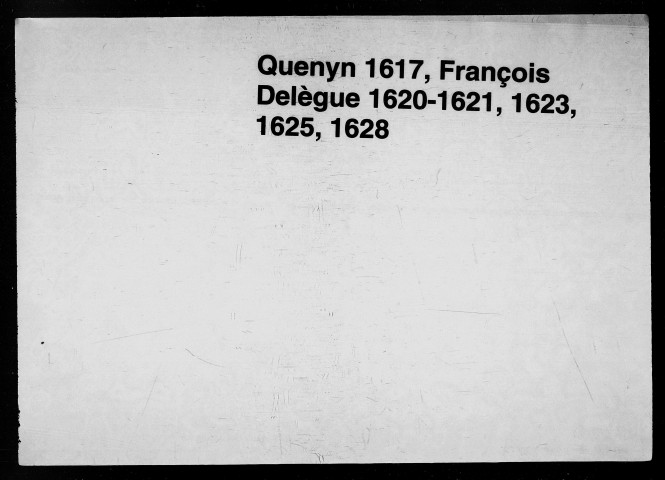 Quenyn 1617, François
Delègue 1620-1621, 1623,
1625, 1628